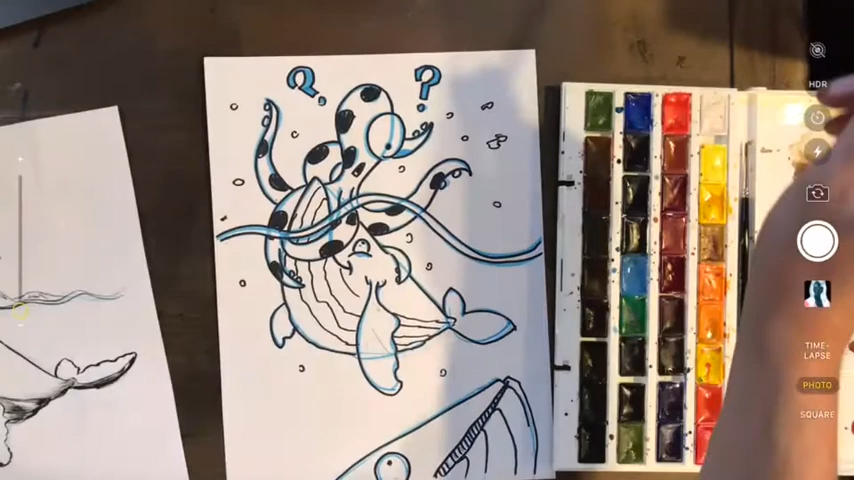 ? ?
HDR
TIME-
LAPSE
PHOTO
SQUARE